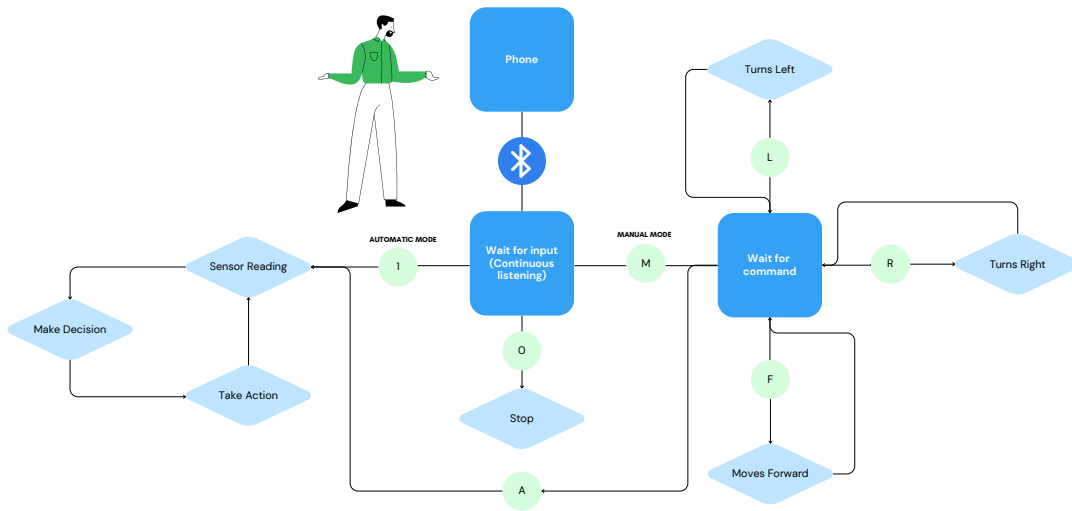 Phone
Turns Left
L
AUTOMATIC MODE
MANUAL MODE
Sensor Reading
1
Wait for input
(Continuous
listening)
M
Wait for
command
R
Turns Right
Make Decision
0
F
Take Action
Stop
Moves Forward
A